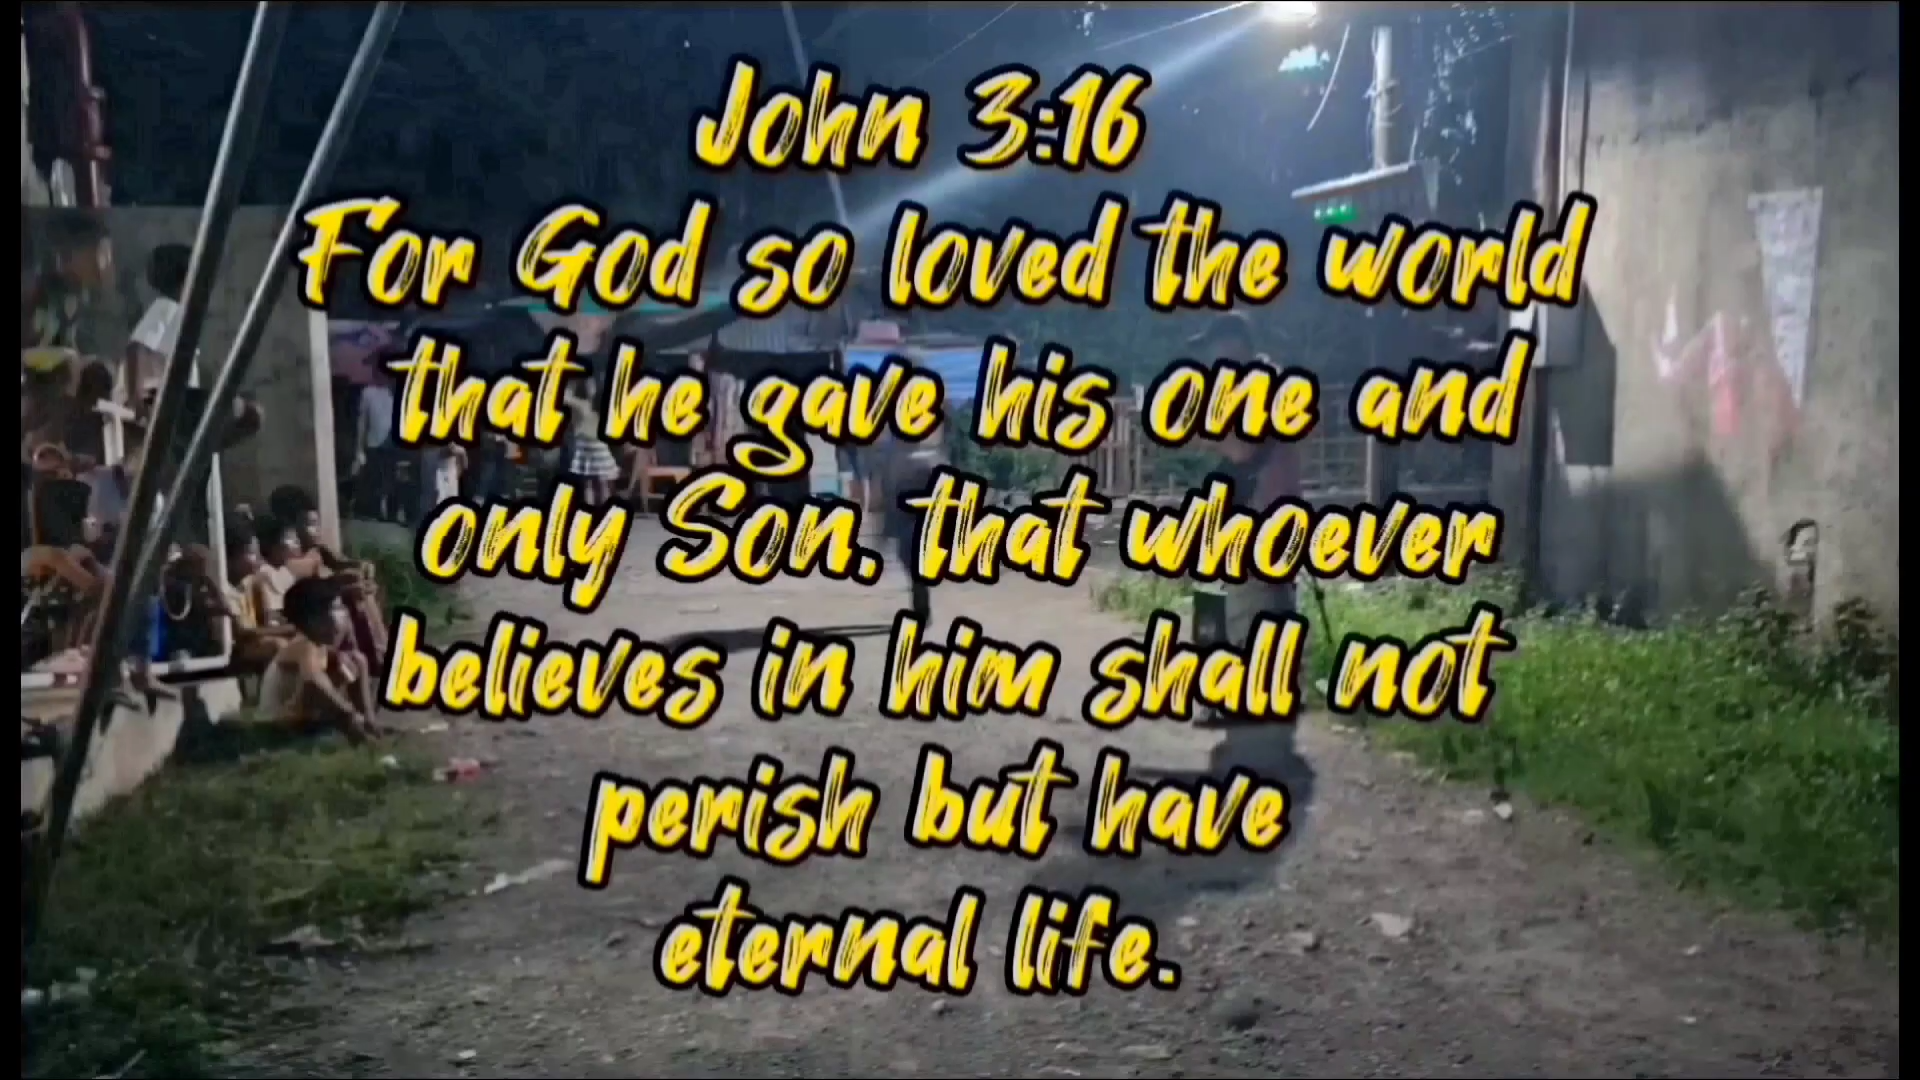 John 3:16
For God so loved the world
that he gave his one and
only Son, that whoever
believes in him shall not
perish but have
eternal life.